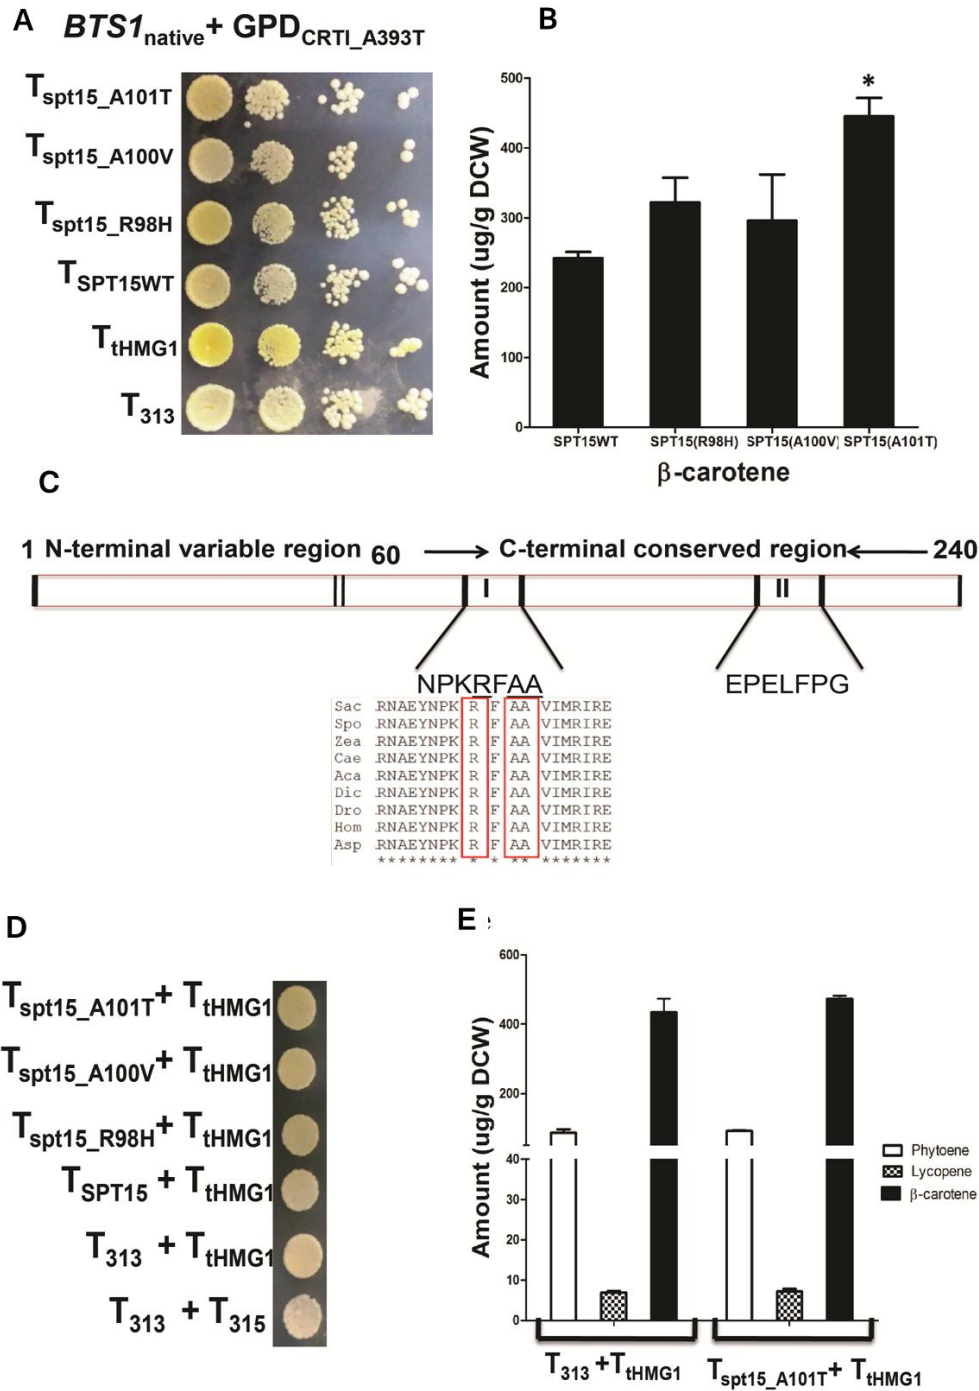 A
BTS1native+ GPDCRTI_A393T
Tspt15_A101T
Tspt15_A100V
Tspt15_R98H
TSPT15WT
TtHMG1
T313
B
Amount (ug/g DCW)
500
400
300
200
100
0
*
SPT15WT SPT15(R98H) SPT15(A100V) SPT15(A101T)
β-carotene
C
1 N-terminal variable region 60 C-terminal conserved region 240
I II
NPKRFAA EPELFPG
Sac RNAEYNPK R F AA VIMRIRE
Spo RNAEYNPK R F AA VIMRIRE
Zea RNAEYNPK R F AA VIMRIRE
Cae RNAEYNPK R F AA VIMRIRE
Aca RNAEYNPK R F AA VIMRIRE
Dic RNAEYNPK R F AA VIMRIRE
Dro RNAEYNPK R F AA VIMRIRE
Hom RNAEYNPK R F AA VIMRIRE
Asp RNAEYNPK R F AA VIMRIRE
******** * * ** *******
D
Tspt15_A101T+ TtHMG1
Tspt15_A100V+ TtHMG1
Tspt15_R98H+ TtHMG1
TSPT15 + TtHMG1
T313 + TtHMG1
T313 + T315
E
Amount (ug/g DCW)
600
400
200
40
30
20
10
0
Phytoene
Lycopene
β-carotene
T313 +TtHMG1 Tspt15_A101T+ TtHMG1